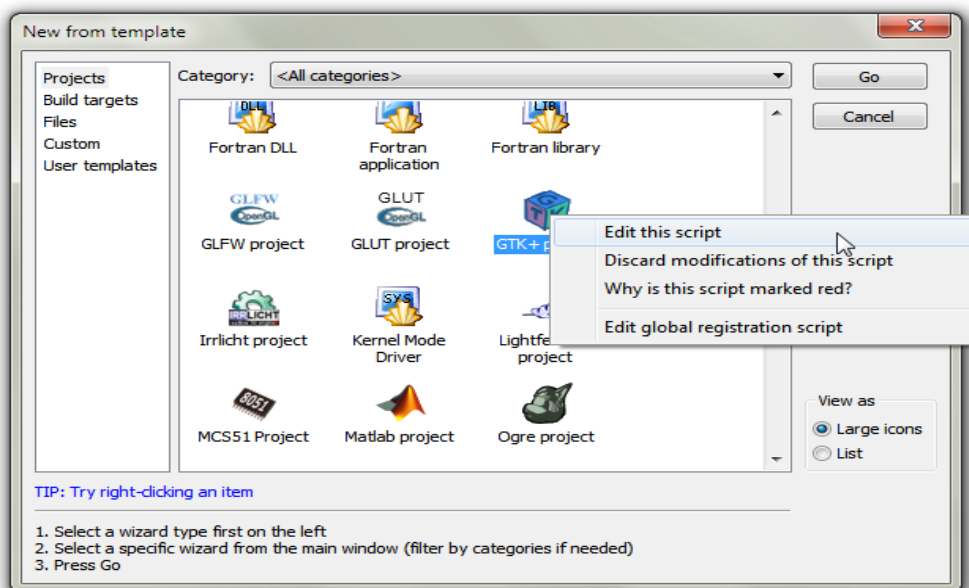 New from template
Projects
Build targets
Files
Custom
User templates
Category: <All categories>
Go
Cancel
DLL
LIB
Fortran DLL
Fortran
application
Fortran library
GLFW
OpenGL
GLUT
OpenGL
GTK
GLFW project
GLUT project
GTK+ p
Edit this script
Discard modifications of this script
Why is this script marked red?
Edit global registration script
IRRLICHT
SYS
Irrlicht project
Kernel Mode
Driver
project
8051
MCS51 Project
Matlab project
Ogre project
View as
Large icons
List
TIP: Try right-clicking an item
1. Select a wizard type first on the left
2. Select a specific wizard from the main window (filter by categories if needed)
3. Press Go